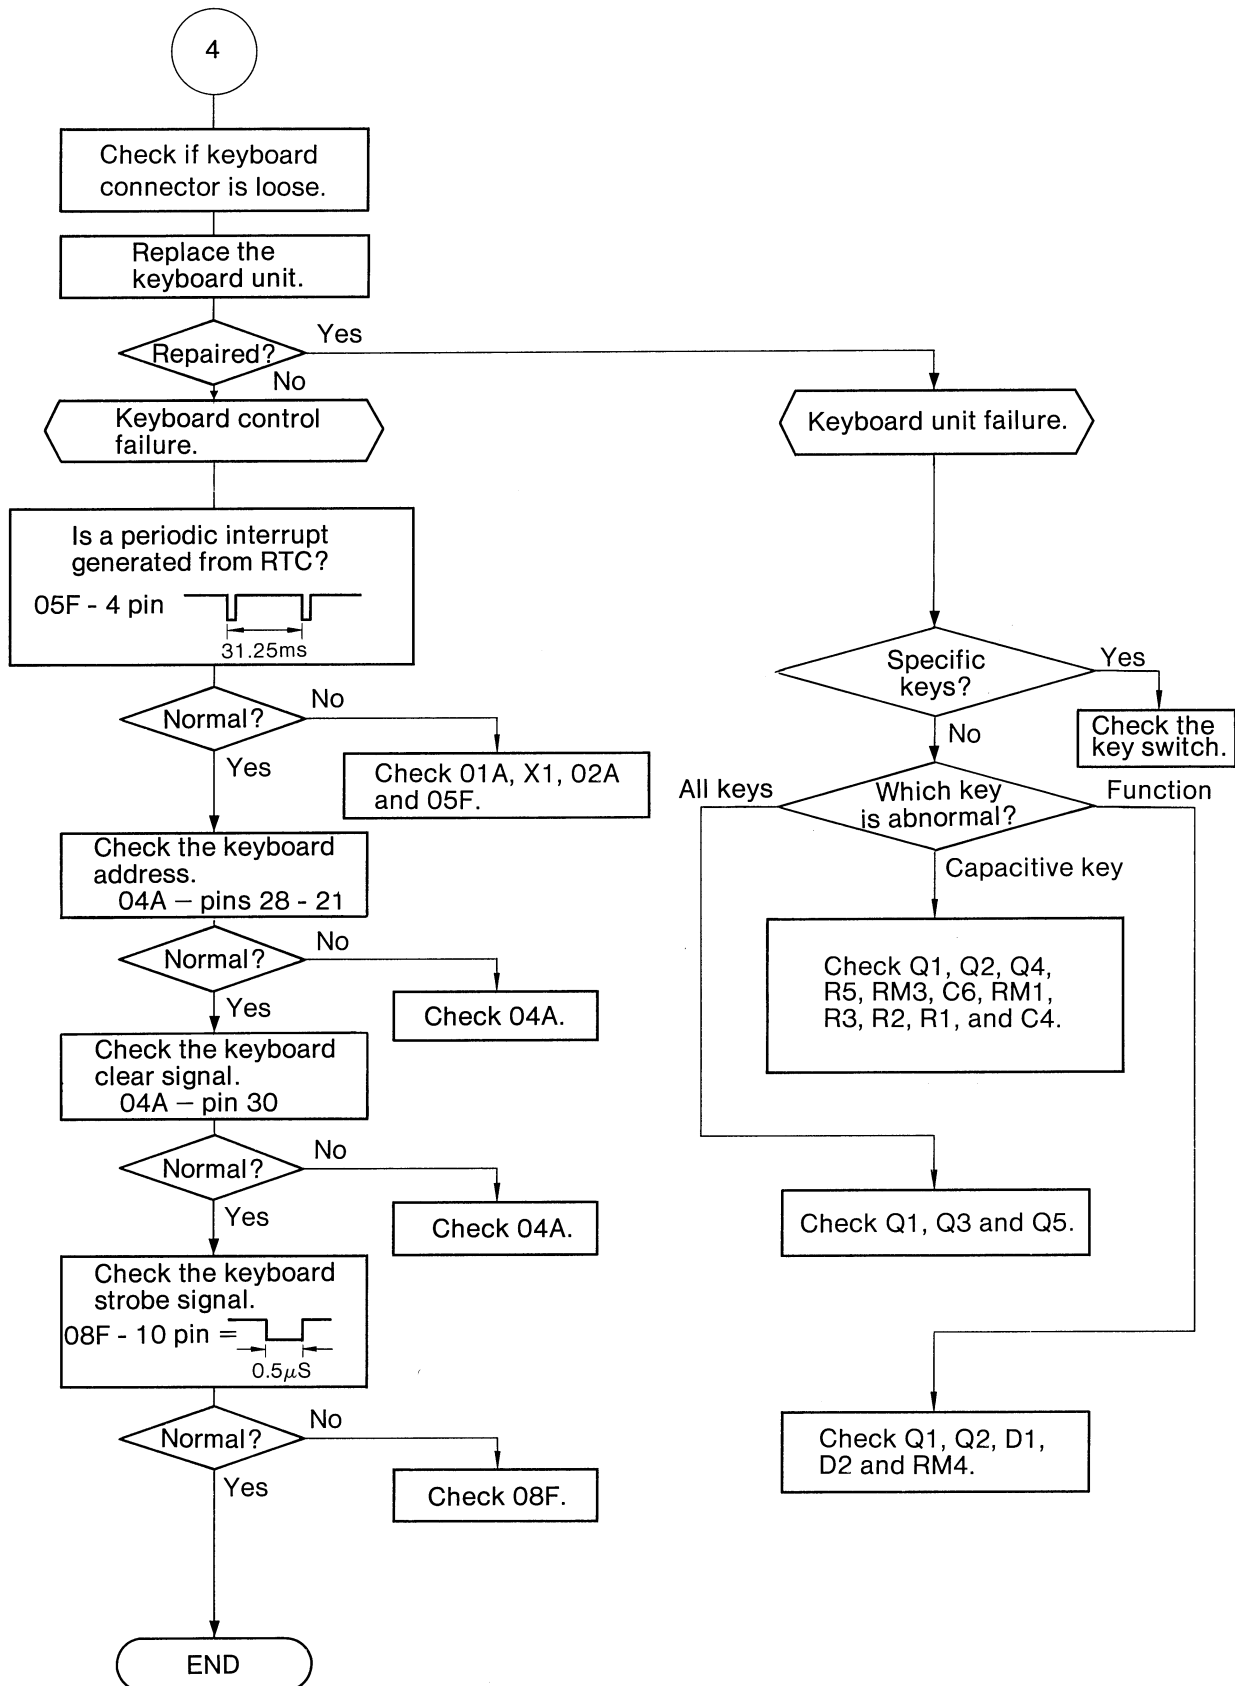 4
Check if keyboard
connector is loose.
Replace the
keyboard unit.
Repaired?
Yes
No
Keyboard control
failure.
Is a periodic interrupt
generated from RTC?
05F - 4 pin
31.25ms
Normal?
No
Yes
Check 01A, X1, 02A
and 05F.
Check the keyboard
address.
04A – pins 28 - 21
Normal?
No
Yes
Check 04A.
Check the keyboard
clear signal.
04A – pin 30
Normal?
No
Yes
Check 04A.
Check the keyboard
strobe signal.
08F - 10 pin =
0.5μS
Normal?
No
Yes
Check 08F.
END
Keyboard unit failure.
Specific
keys?
Yes
No
Check the
key switch.
Which key
is abnormal?
All keys
Function
Capacitive key
Check Q1, Q2, Q4,
R5, RM3, C6, RM1,
R3, R2, R1, and C4.
Check Q1, Q3 and Q5.
Check Q1, Q2, D1,
D2 and RM4.